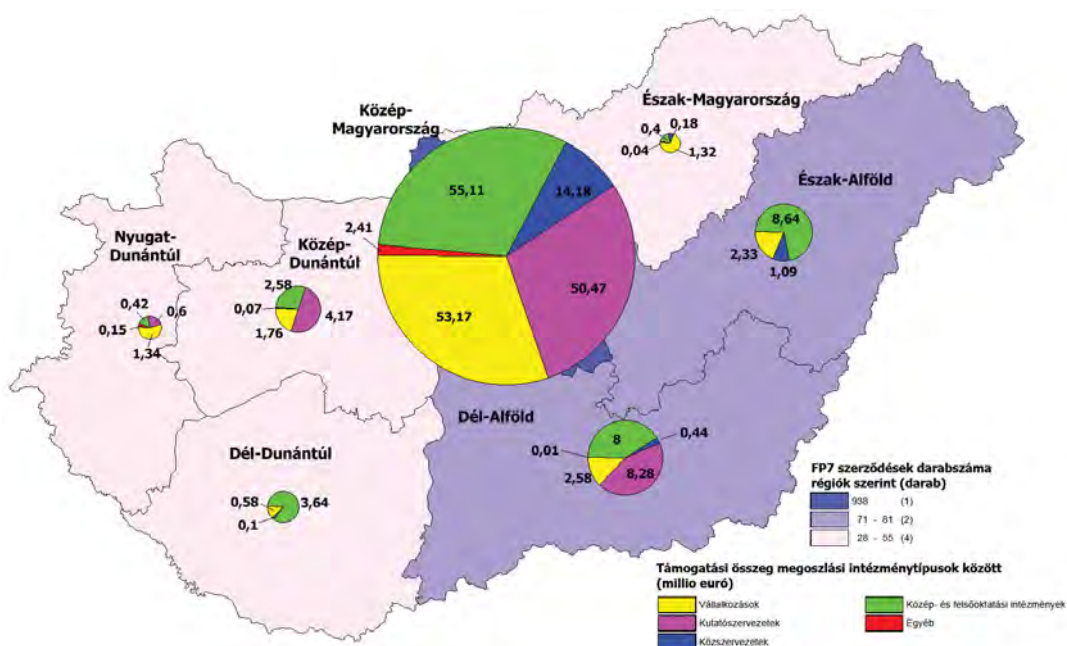 Észak-Magyarország
0,4
0,18
0,04
1,32
Közép-
Magyarország
55,11
14,18
2,41
50,47
53,17
Észak-Alföld
8,64
2,33
1,09
Nyugat-
Dunántúl
0,42
0,6
0,15
1,34
Közép-
Dunántúl
2,58
0,07
4,17
1,76
Dél-Alföld
8
0,44
0,01
2,58
8,28
Dél-Dunántúl
0,58
3,64
0,1
FP7 szerződések darabszáma
régiók szerint (darab)
938 (1)
71 - 81 (2)
28 - 55 (4)
Támogatási összeg megoszlási intézménytípusok között
(millio euró)
Vállalkozások
Kutatószervezetek
Közszervezetek
Közép- és felsőoktatási intézmények
Egyéb